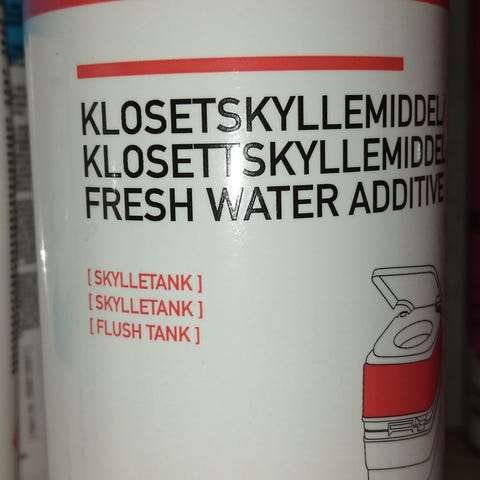 KLOSETSKYLLEMIDDEL/
KLOSETTSKYLLEMIDDEL
FRESH WATER ADDITIVE
[ SKYLLETANK ]
[ SKYLLETANK ]
[ FLUSH TANK ]